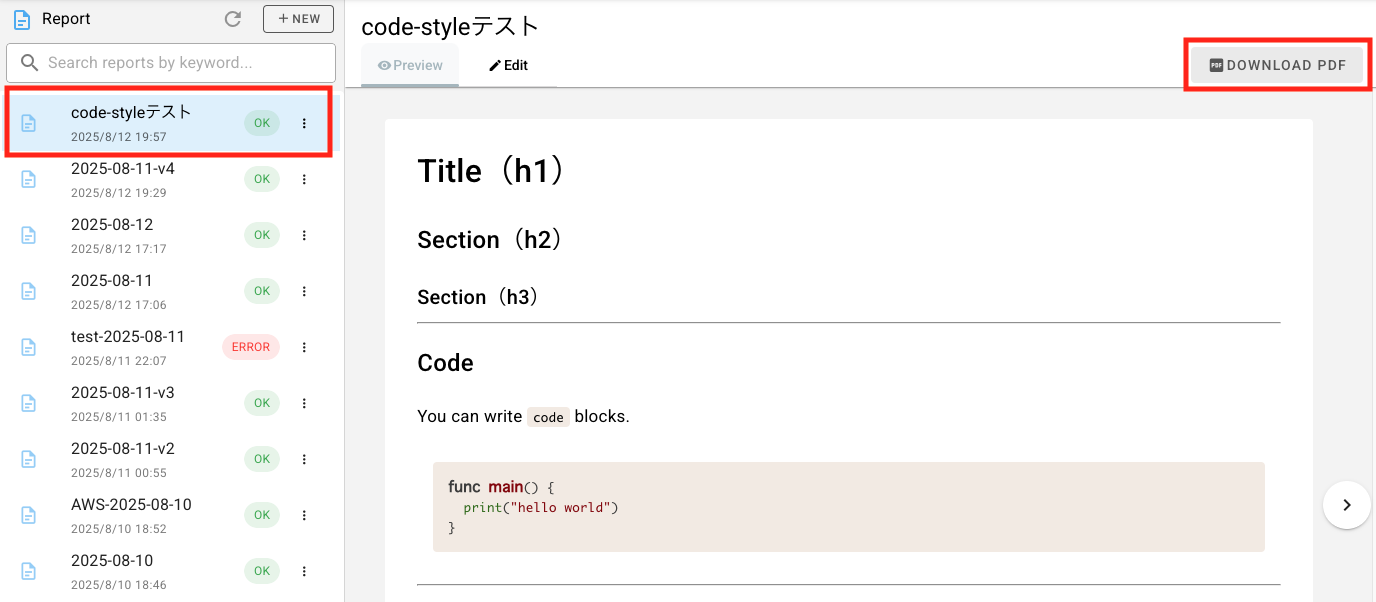 Report
+ NEW
Search reports by keyword...
code-styleテスト
2025/8/12 19:57
OK
2025-08-11-v4
2025/8/12 19:29
OK
2025-08-12
2025/8/12 17:17
OK
2025-08-11
2025/8/12 17:06
OK
test-2025-08-11
2025/8/11 22:07
ERROR
2025-08-11-v3
2025/8/11 01:35
OK
2025-08-11-v2
2025/8/11 00:55
OK
AWS-2025-08-10
2025/8/10 18:52
OK
2025-08-10
2025/8/10 18:46
OK
code-styleテスト
Preview
Edit
PDF DOWNLOAD PDF
Title（h1）
Section（h2）
Section（h3）
Code
You can write code blocks.
func main() {
  print("hello world")
}